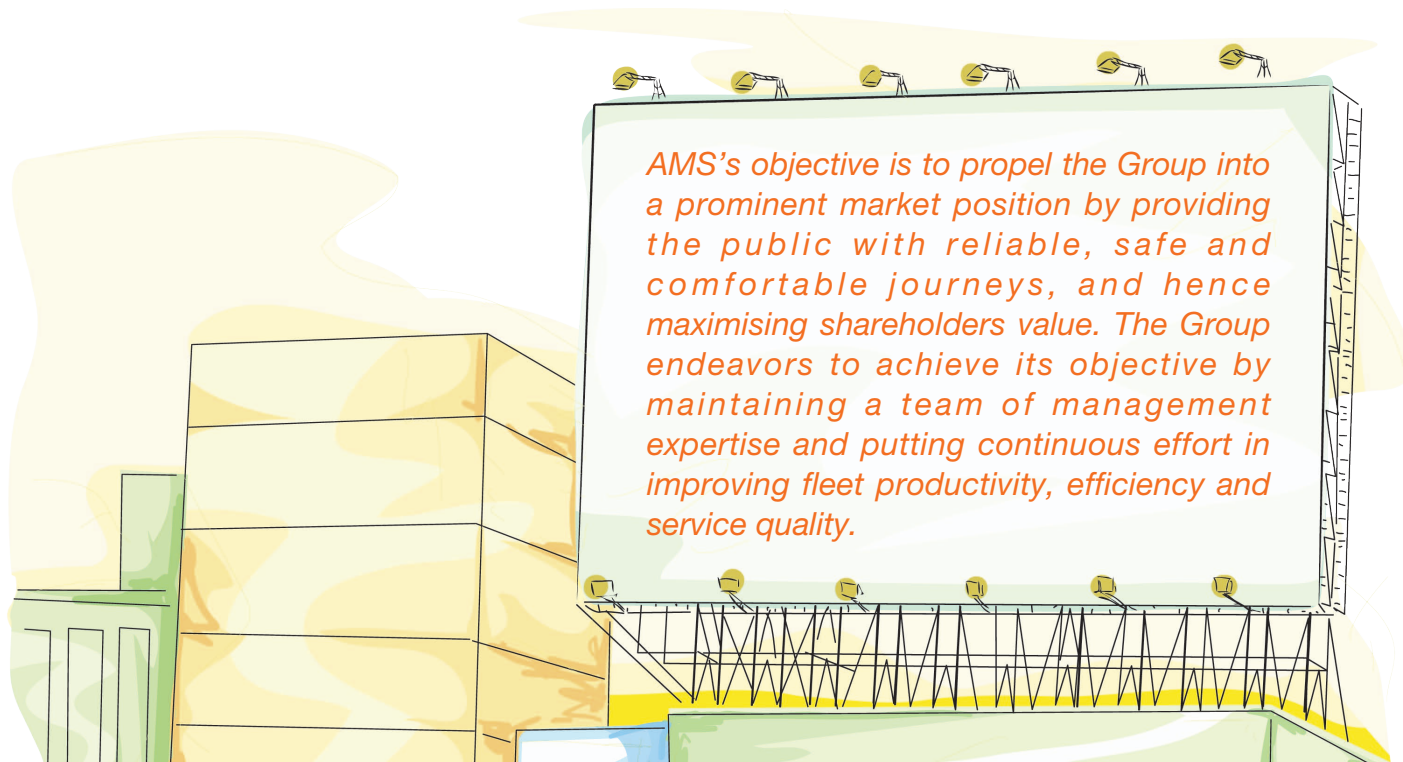 AMS’s objective is to propel the Group into
a prominent market position by providing
the public with reliable, safe and
comfortable journeys, and hence
maximising shareholders value. The Group
endeavors to achieve its objective by
maintaining a team of management
expertise and putting continuous effort in
improving fleet productivity, efficiency and
service quality.